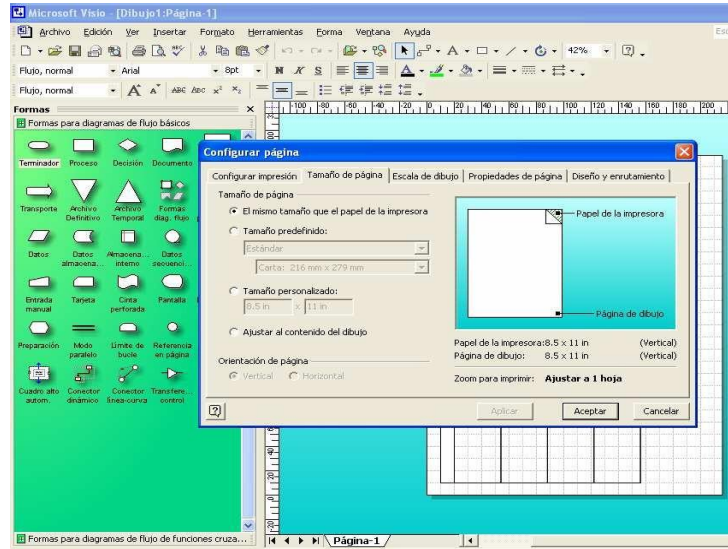 Microsoft Visio - [Dibujo1:Página-1]
Archivo Edición Ver Insertar Formato Herramientas Forma Ventana Ayuda
42%
Flujo, normal Arial 8pt N K S
Flujo, normal
Formas
Formas para diagramas de flujo básicos
Terminador Proceso Decisión Documento
Transporte Archivo Definitivo Archivo Temporal Formas diag. flujo
Datos Datos almacena... Almacena... interno Datos secuenci...
Entrada manual Tarjeta Cinta perforada Pantalla
Preparación Modo paralelo Límite de bucle Referencia en página
Cuadro alto autom. Conector dinámico Conector línea-curva Transfere... control
Formas para diagramas de flujo de funciones cruza...
Configurar página
Configurar impresión Tamaño de página Escala de dibujo Propiedades de página Diseño y enrutamiento
Tamaño de página
El mismo tamaño que el papel de la impresora
Tamaño predefinido:
Estándar
Carta: 216 mm x 279 mm
Tamaño personalizado:
8.5 in x 11 in
Ajustar al contenido del dibujo
Orientación de página
Vertical Horizontal
Papel de la impresora
Página de dibujo
Papel de la impresora: 8.5 x 11 in (Vertical)
Página de dibujo: 8.5 x 11 in (Vertical)
Zoom para imprimir: Ajustar a 1 hoja
Aplicar Aceptar Cancelar
Página-1